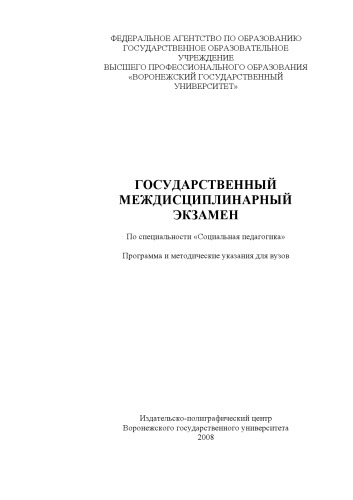 ФЕДЕРАЛЬНОЕ АГЕНТСТВО ПО ОБРАЗОВАНИЮ
ГОСУДАРСТВЕННОЕ ОБРАЗОВАТЕЛЬНОЕ
УЧРЕЖДЕНИЕ
ВЫСШЕГО ПРОФЕССИОНАЛЬНОГО ОБРАЗОВАНИЯ
«ВОРОНЕЖСКИЙ ГОСУДАРСТВЕННЫЙ
УНИВЕРСИТЕТ»
ГОСУДАРСТВЕННЫЙ
МЕЖДИСЦИПЛИНАРНЫЙ
ЭКЗАМЕН
По специальности «Социальная педагогика»
Программа и методические указания для вузов
Издательско-полиграфический центр
Воронежского государственного университета
2008